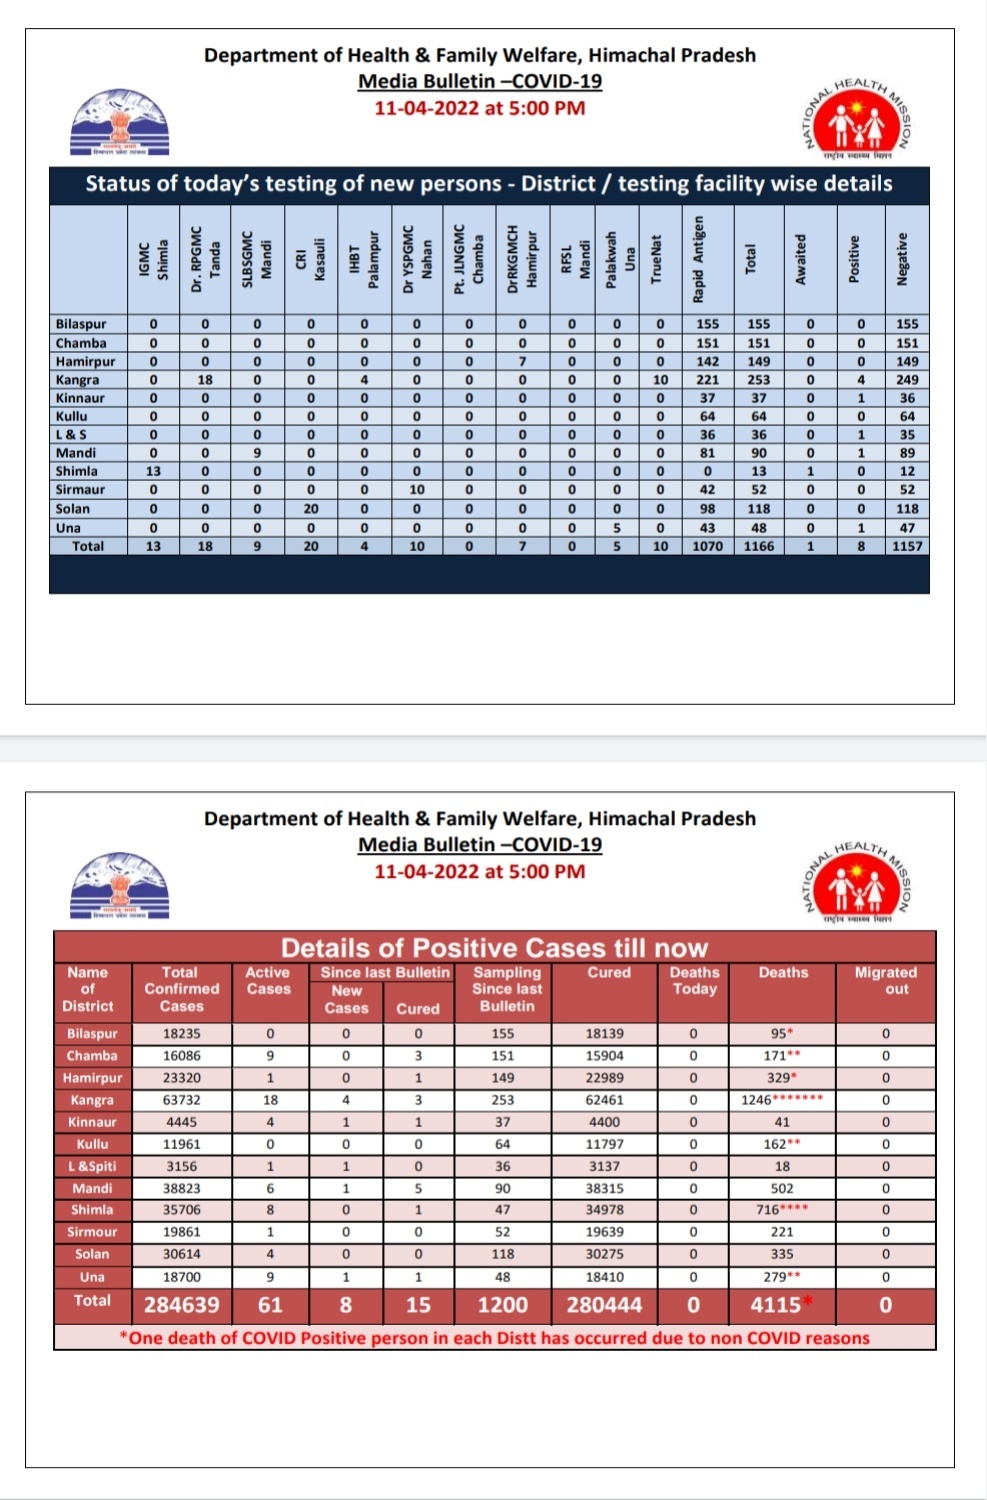 Department of Health & Family Welfare, Himachal Pradesh
Media Bulletin –COVID-19
11-04-2022 at 5:00 PM
NATIONAL HEALTH MISSION
राष्ट्रीय स्वास्थ्य मिशन
Status of today's testing of new persons - District / testing facility wise details
IGMC Shimla Dr. RPGMC Tanda SLBSGMC Mandi CRI Kasauli IHBT Palampur Dr YSPGMC Nahan Pt. JLNGMC Chamba DrRKGMCH Hamirpur RFSL Mandi Palakwah Una TrueNat Rapid Antigen Total Awaited Positive Negative
Bilaspur 0 0 0 0 0 0 0 0 0 0 0 155 155 0 0 155
Chamba 0 0 0 0 0 0 0 0 0 0 0 151 151 0 0 151
Hamirpur 0 0 0 0 0 0 0 7 0 0 0 142 149 0 0 149
Kangra 0 18 0 0 4 0 0 0 0 0 10 221 253 0 4 249
Kinnaur 0 0 0 0 0 0 0 0 0 0 0 37 37 0 1 36
Kullu 0 0 0 0 0 0 0 0 0 0 0 64 64 0 0 64
L & S 0 0 0 0 0 0 0 0 0 0 0 36 36 0 1 35
Mandi 0 0 9 0 0 0 0 0 0 0 0 81 90 0 1 89
Shimla 13 0 0 0 0 0 0 0 0 0 0 0 13 1 0 12
Sirmaur 0 0 0 0 0 10 0 0 0 0 0 42 52 0 0 52
Solan 0 0 0 20 0 0 0 0 0 0 0 98 118 0 0 118
Una 0 0 0 0 0 0 0 0 0 5 0 43 48 0 1 47
Total 13 18 9 20 4 10 0 7 0 5 10 1070 1166 1 8 1157
Department of Health & Family Welfare, Himachal Pradesh
Media Bulletin –COVID-19
11-04-2022 at 5:00 PM
NATIONAL HEALTH MISSION
राष्ट्रीय स्वास्थ्य मिशन
Details of Positive Cases till now
Name of District Total Confirmed Cases Active Cases Since last Bulletin New Cases Cured Sampling Since last Bulletin Cured Deaths Today Deaths Migrated out
Bilaspur 18235 0 0 0 155 18139 0 95* 0
Chamba 16086 9 0 3 151 15904 0 171** 0
Hamirpur 23320 1 0 1 149 22989 0 329* 0
Kangra 63732 18 4 3 253 62461 0 1246******* 0
Kinnaur 4445 4 1 1 37 4400 0 41 0
Kullu 11961 0 0 0 64 11797 0 162** 0
L &Spiti 3156 1 1 0 36 3137 0 18 0
Mandi 38823 6 1 5 90 38315 0 502 0
Shimla 35706 8 0 1 47 34978 0 716**** 0
Sirmour 19861 1 0 0 52 19639 0 221 0
Solan 30614 4 0 0 118 30275 0 335 0
Una 18700 9 1 1 48 18410 0 279** 0
Total 284639 61 8 15 1200 280444 0 4115* 0
*One death of COVID Positive person in each Distt has occurred due to non COVID reasons